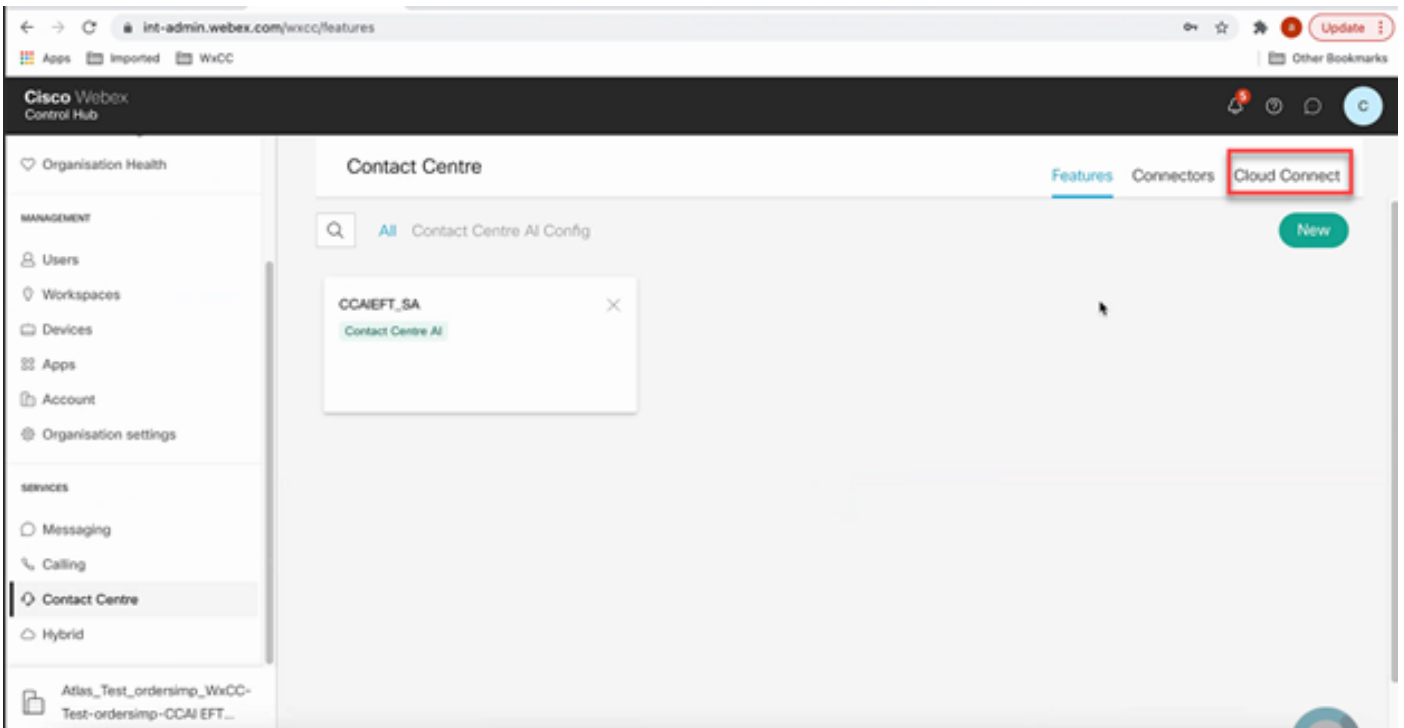 int-admin.webex.com/wxcc/features
a
Update
Apps Imported WxCC
Other Bookmarks
Cisco Webex
Control Hub
5
C
Organisation Health
MANAGEMENT
Users
Workspaces
Devices
Apps
Account
Organisation settings
SERVICES
Messaging
Calling
Contact Centre
Hybrid
Atlas_Test_ordersimp_WxCC-
Test-ordersimp-CCAI EFT...
Contact Centre
Features Connectors Cloud Connect
All Contact Centre AI Config
New
CCAIEFT_SA
Contact Centre AI